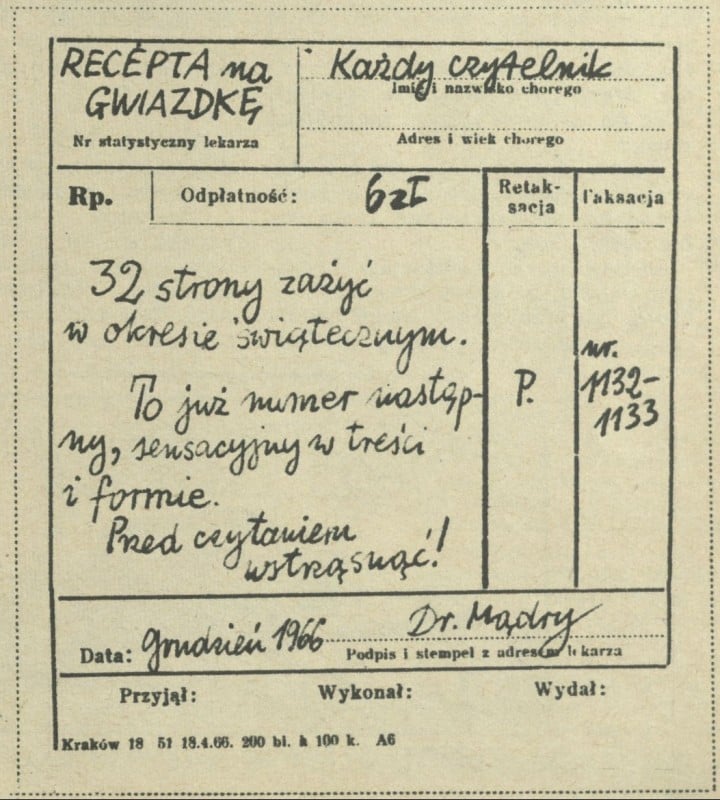 RECEPTA na
GWIAZDKĘ
Nr statystyczny lekarza
Każdy czytelnik
Imię i nazwisko chorego
Adres i wiek chorego
Rp.
Odpłatność: 6 zł
Retak-
sacja
Taksacja
32 strony zażyć
w okresie świątecznym.
To już numer następ-
ny, sensacyjny w treści
i formie.
Przed czytaniem
wstrząsnąć!
P.
nr.
1132-
1133
Data: Grudzień 1966
Dr. Mądry
Podpis i stempel z adresem lekarza
Przyjął: Wykonał: Wydał:
Kraków 18 51 18.4.66. 200 bl. à 100 k. A6